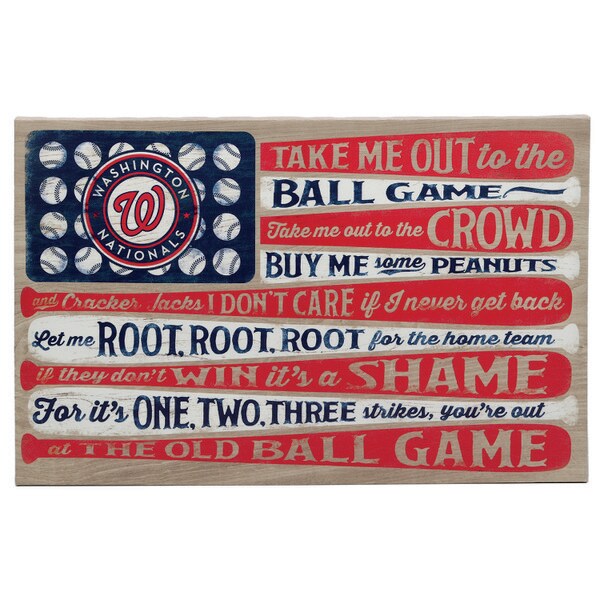 WASHINGTON
W
NATIONALS
TAKE ME OUT to the
BALL GAME
Take me out to the CROWD
BUY ME some PEANUTS
and Cracker Jacks I DON'T CARE if I never get back
Let me ROOT, ROOT, ROOT for the home team
if they don't WIN it's a SHAME
For it's ONE, TWO, THREE strikes, you're out
at THE OLD BALL GAME